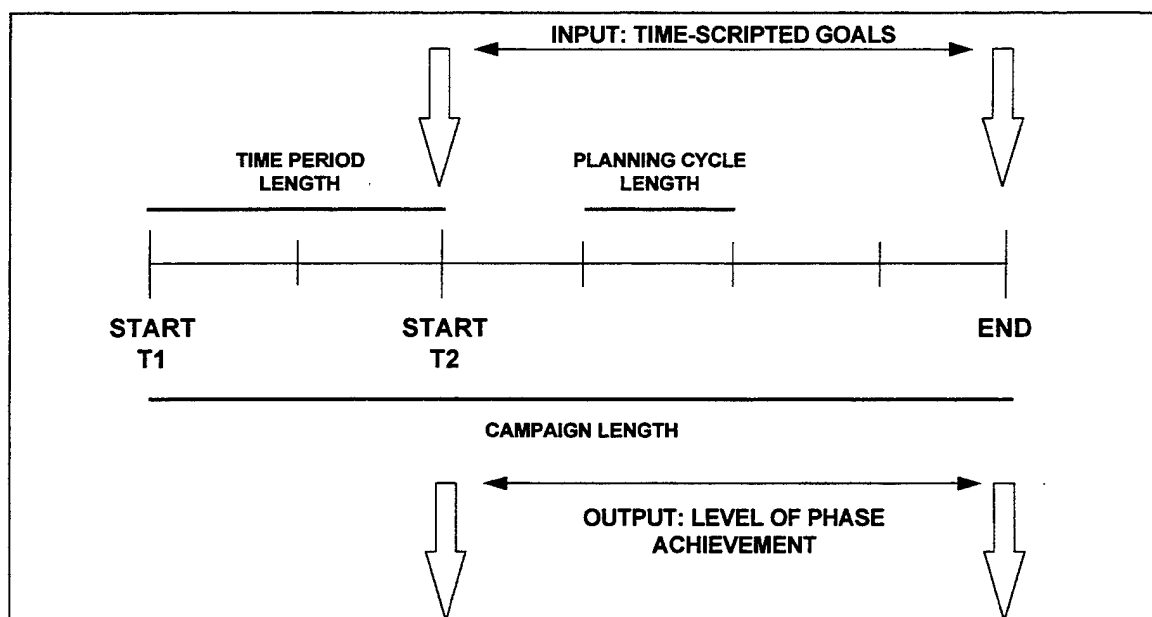 INPUT: TIME-SCRIPTED GOALS
TIME PERIOD
LENGTH
PLANNING CYCLE
LENGTH
START
T1
START
T2
END
CAMPAIGN LENGTH
OUTPUT: LEVEL OF PHASE
ACHIEVEMENT